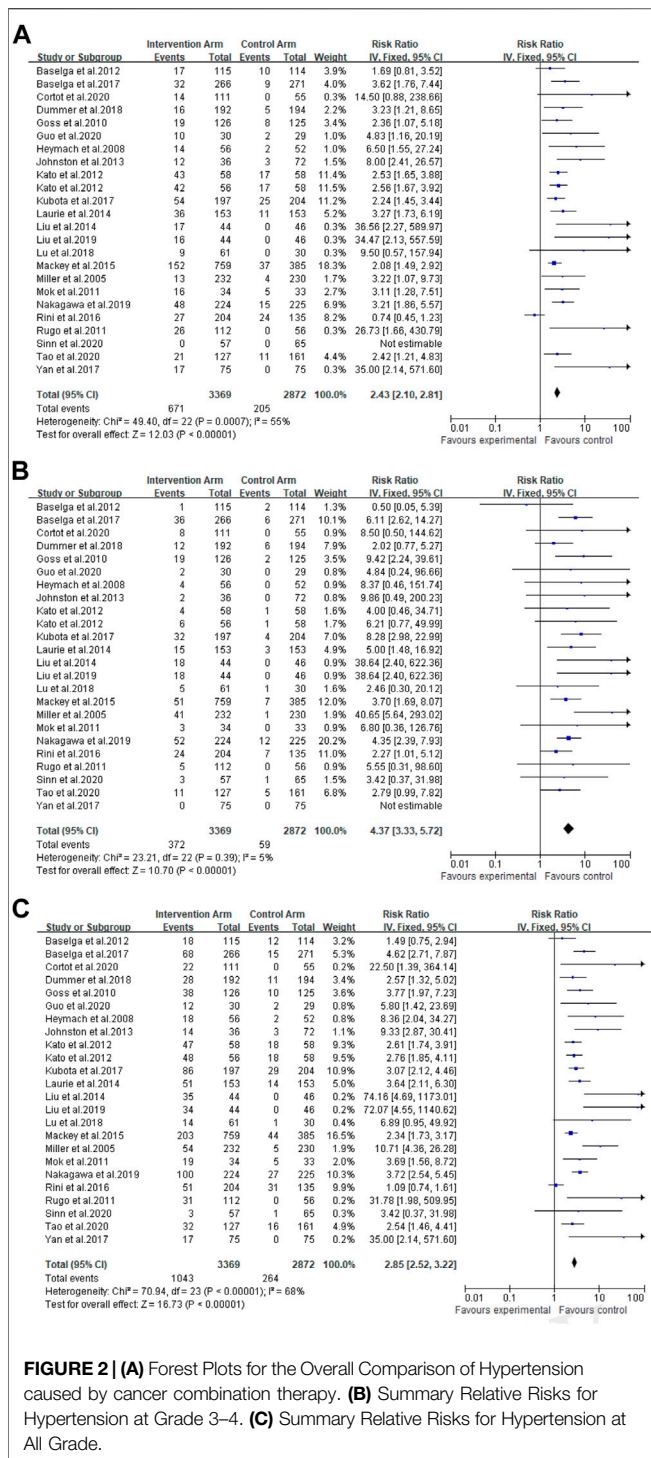 A
Intervention Arm Control Arm Risk Ratio Risk Ratio
Study or Subgroup Events Total Events Total Weight IV, Fixed, 95% CI IV, Fixed, 95% CI
Baselga et al.2012 17 115 10 114 3.9% 1.69 [0.81, 3.52]
Baselga et al.2017 32 266 9 271 4.1% 3.62 [1.76, 7.44]
Cortot et al.2020 14 111 0 55 0.3% 14.50 [0.88, 238.66]
Dummer et al.2018 16 192 5 194 2.2% 3.23 [1.21, 8.65]
Goss et al.2010 19 126 8 125 3.5% 2.36 [1.07, 5.18]
Guo et al.2020 10 30 2 29 1.1% 4.83 [1.16, 20.19]
Heymach et al.2008 14 56 2 52 1.0% 6.50 [1.55, 27.24]
Johnston et al.2013 12 36 3 72 1.5% 8.00 [2.41, 26.57]
Kato et al.2012 43 58 17 58 11.6% 2.53 [1.65, 3.88]
Kato et al.2012 42 56 17 58 11.6% 2.56 [1.67, 3.92]
Kubota et al.2017 54 197 25 204 11.2% 2.24 [1.45, 3.44]
Laurie et al.2014 36 153 11 153 5.1% 3.27 [1.73, 6.19]
Liu et al.2014 17 44 0 46 0.3% 36.56 [2.27, 589.97]
Liu et al.2019 16 44 0 46 0.3% 34.47 [2.13, 557.59]
Lu et al.2018 9 61 0 30 0.3% 9.50 [0.57, 157.94]
Mackey et al.2015 152 759 37 385 18.3% 2.08 [1.49, 2.92]
Miller et al.2005 13 232 4 230 1.8% 3.22 [1.07, 9.73]
Mok et al.2011 16 34 5 33 2.7% 3.11 [1.28, 7.51]
Nakagawa et al.2019 48 224 15 225 6.9% 3.21 [1.86, 5.57]
Rini et al.2016 27 204 24 135 8.2% 0.74 [0.45, 1.23]
Rugo et al.2011 26 112 0 56 0.3% 26.73 [1.66, 430.79]
Sinn et al.2020 0 57 0 65 Not estimable
Tao et al.2020 21 127 11 161 4.4% 2.42 [1.21, 4.83]
Yan et al.2017 17 75 0 75 0.3% 35.00 [2.14, 571.60]
Total (95% CI) 3369 2872 100.0% 2.43 [2.10, 2.81]
Total events 671 205
Heterogeneity: Chi² = 49.40, df = 22 (P = 0.0007); I² = 55%
Test for overall effect: Z = 12.03 (P < 0.00001)
0.01 0.1 1 10 100
Favours experimental Favours control
B
Intervention Arm Control Arm Risk Ratio Risk Ratio
Study or Subgroup Events Total Events Total Weight IV, Fixed, 95% CI IV, Fixed, 95% CI
Baselga et al.2012 1 115 2 114 1.3% 0.50 [0.05, 5.39]
Baselga et al.2017 36 266 6 271 10.1% 6.11 [2.62, 14.27]
Cortot et al.2020 8 111 0 55 0.9% 8.50 [0.50, 144.62]
Dummer et al.2018 12 192 6 194 7.9% 2.02 [0.77, 5.27]
Goss et al.2010 19 126 2 125 3.5% 9.42 [2.24, 39.61]
Guo et al.2020 2 30 0 29 0.8% 4.84 [0.24, 96.66]
Heymach et al.2008 4 56 0 52 0.9% 8.37 [0.46, 151.74]
Johnston et al.2013 2 36 0 72 0.8% 9.86 [0.49, 200.23]
Kato et al.2012 4 58 1 58 1.6% 4.00 [0.46, 34.71]
Kato et al.2012 6 56 1 58 1.7% 6.21 [0.77, 49.99]
Kubota et al.2017 32 197 4 204 7.0% 8.28 [2.98, 22.99]
Laurie et al.2014 15 153 3 153 4.9% 5.00 [1.48, 16.92]
Liu et al.2014 18 44 0 46 0.9% 38.64 [2.40, 622.36]
Liu et al.2019 18 44 0 46 0.9% 38.64 [2.40, 622.36]
Lu et al.2018 5 61 1 30 1.7% 2.46 [0.30, 20.12]
Mackey et al.2015 51 759 7 385 12.0% 3.70 [1.69, 8.07]
Miller et al.2005 41 232 1 230 1.9% 40.65 [5.64, 293.02]
Mok et al.2011 3 34 0 33 0.9% 6.80 [0.36, 126.76]
Nakagawa et al.2019 52 224 12 225 20.2% 4.35 [2.39, 7.93]
Rini et al.2016 24 204 7 135 11.0% 2.27 [1.01, 5.12]
Rugo et al.2011 5 112 0 56 0.9% 5.55 [0.31, 98.60]
Sinn et al.2020 3 57 1 65 1.5% 3.42 [0.37, 31.98]
Tao et al.2020 11 127 5 161 6.8% 2.79 [0.99, 7.82]
Yan et al.2017 0 75 0 75 Not estimable
Total (95% CI) 3369 2872 100.0% 4.37 [3.33, 5.72]
Total events 372 59
Heterogeneity: Chi² = 23.21, df = 22 (P = 0.39); I² = 5%
Test for overall effect: Z = 10.70 (P < 0.00001)
0.01 0.1 1 10 100
Favours experimental Favours control
C
Intervention Arm Control Arm Risk Ratio Risk Ratio
Study or Subgroup Events Total Events Total Weight IV, Fixed, 95% CI IV, Fixed, 95% CI
Baselga et al.2012 18 115 12 114 3.2% 1.49 [0.75, 2.94]
Baselga et al.2017 68 266 15 271 5.3% 4.62 [2.71, 7.87]
Cortot et al.2020 22 111 0 55 0.2% 22.50 [1.39, 364.14]
Dummer et al.2018 28 192 11 194 3.4% 2.57 [1.32, 5.02]
Goss et al.2010 38 126 10 125 3.6% 3.77 [1.97, 7.23]
Guo et al.2020 12 30 2 29 0.8% 5.80 [1.42, 23.69]
Heymach et al.2008 18 56 2 52 0.8% 8.36 [2.04, 34.27]
Johnston et al.2013 14 36 3 72 1.1% 9.33 [2.87, 30.41]
Kato et al.2012 47 58 18 58 9.2% 2.61 [1.74, 3.91]
Kato et al.2012 48 56 18 58 9.4% 2.76 [1.85, 4.11]
Kubota et al.2017 86 197 29 204 10.9% 3.07 [2.12, 4.46]
Laurie et al.2014 51 153 14 153 5.0% 3.64 [2.11, 6.30]
Liu et al.2014 35 44 0 46 0.2% 74.16 [4.69, 1173.01]
Liu et al.2019 34 44 0 46 0.2% 72.07 [4.55, 1140.62]
Lu et al.2018 14 61 1 30 0.4% 6.89 [0.95, 49.92]
Mackey et al.2015 203 759 44 385 16.5% 2.34 [1.73, 3.17]
Miller et al.2005 54 232 5 230 1.9% 10.71 [4.36, 26.28]
Mok et al.2011 19 34 5 33 2.0% 3.69 [1.56, 8.72]
Nakagawa et al.2019 100 224 27 225 10.3% 3.72 [2.54, 5.45]
Rini et al.2016 51 204 31 135 10.0% 1.09 [0.74, 1.61]
Rugo et al.2011 31 112 0 56 0.2% 31.78 [1.98, 509.95]
Sinn et al.2020 3 57 1 65 0.3% 3.42 [0.37, 31.98]
Tao et al.2020 32 127 16 161 4.9% 2.54 [1.46, 4.41]
Yan et al.2017 17 75 0 75 0.2% 35.00 [2.14, 571.60]
Total (95% CI) 3369 2872 100.0% 2.85 [2.52, 3.22]
Total events 1043 264
Heterogeneity: Chi² = 70.94, df = 23 (P < 0.00001); I² = 68%
Test for overall effect: Z = 16.73 (P < 0.00001)
0.01 0.1 1 10 100
Favours experimental Favours control
FIGURE 2 | (A) Forest Plots for the Overall Comparison of Hypertension
caused by cancer combination therapy. (B) Summary Relative Risks for
Hypertension at Grade 3–4. (C) Summary Relative Risks for Hypertension at
All Grade.